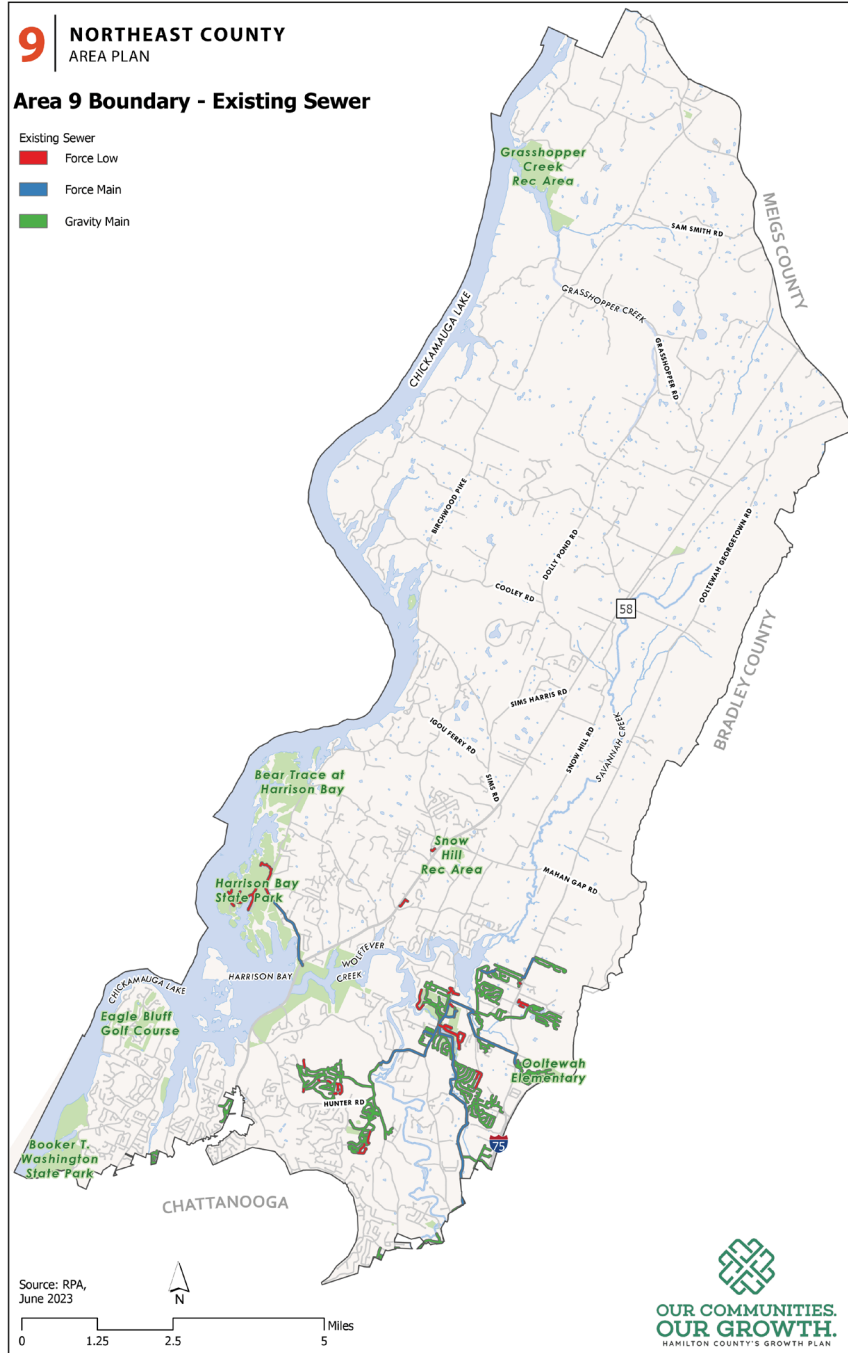 9
NORTHEAST COUNTY
AREA PLAN
Area 9 Boundary - Existing Sewer
Existing Sewer
Force Low
Force Main
Gravity Main
Grasshopper
Creek
Rec Area
MEIGS COUNTY
SAM SMITH RD
GRASSHOPPER CREEK
CHICKAMAUGA LAKE
GRASSHOPPER RD
BIRCHWOOD PIKE
OOLTEWAH GEORGETOWN RD
DOLLY POND RD
COOLEY RD
58
BRADLEY COUNTY
SIMS HARRIS RD
IGOU FERRY RD
SNOW HILL RD
SAVANNAH CREEK
SIMS RD
Bear Trace at
Harrison Bay
Snow
Hill
Rec Area
MAHAN GAP RD
Harrison Bay
State Park
WOLFTEVER
CREEK
HARRISON BAY
CHICKAMAUGA LAKE
Eagle Bluff
Golf Course
Ooltewah
Elementary
HUNTER RD
75
Booker T.
Washington
State Park
CHATTANOOGA
Source: RPA,
June 2023
N
Miles
0 1.25 2.5 5
OUR COMMUNITIES.
OUR GROWTH.
HAMILTON COUNTY'S GROWTH PLAN